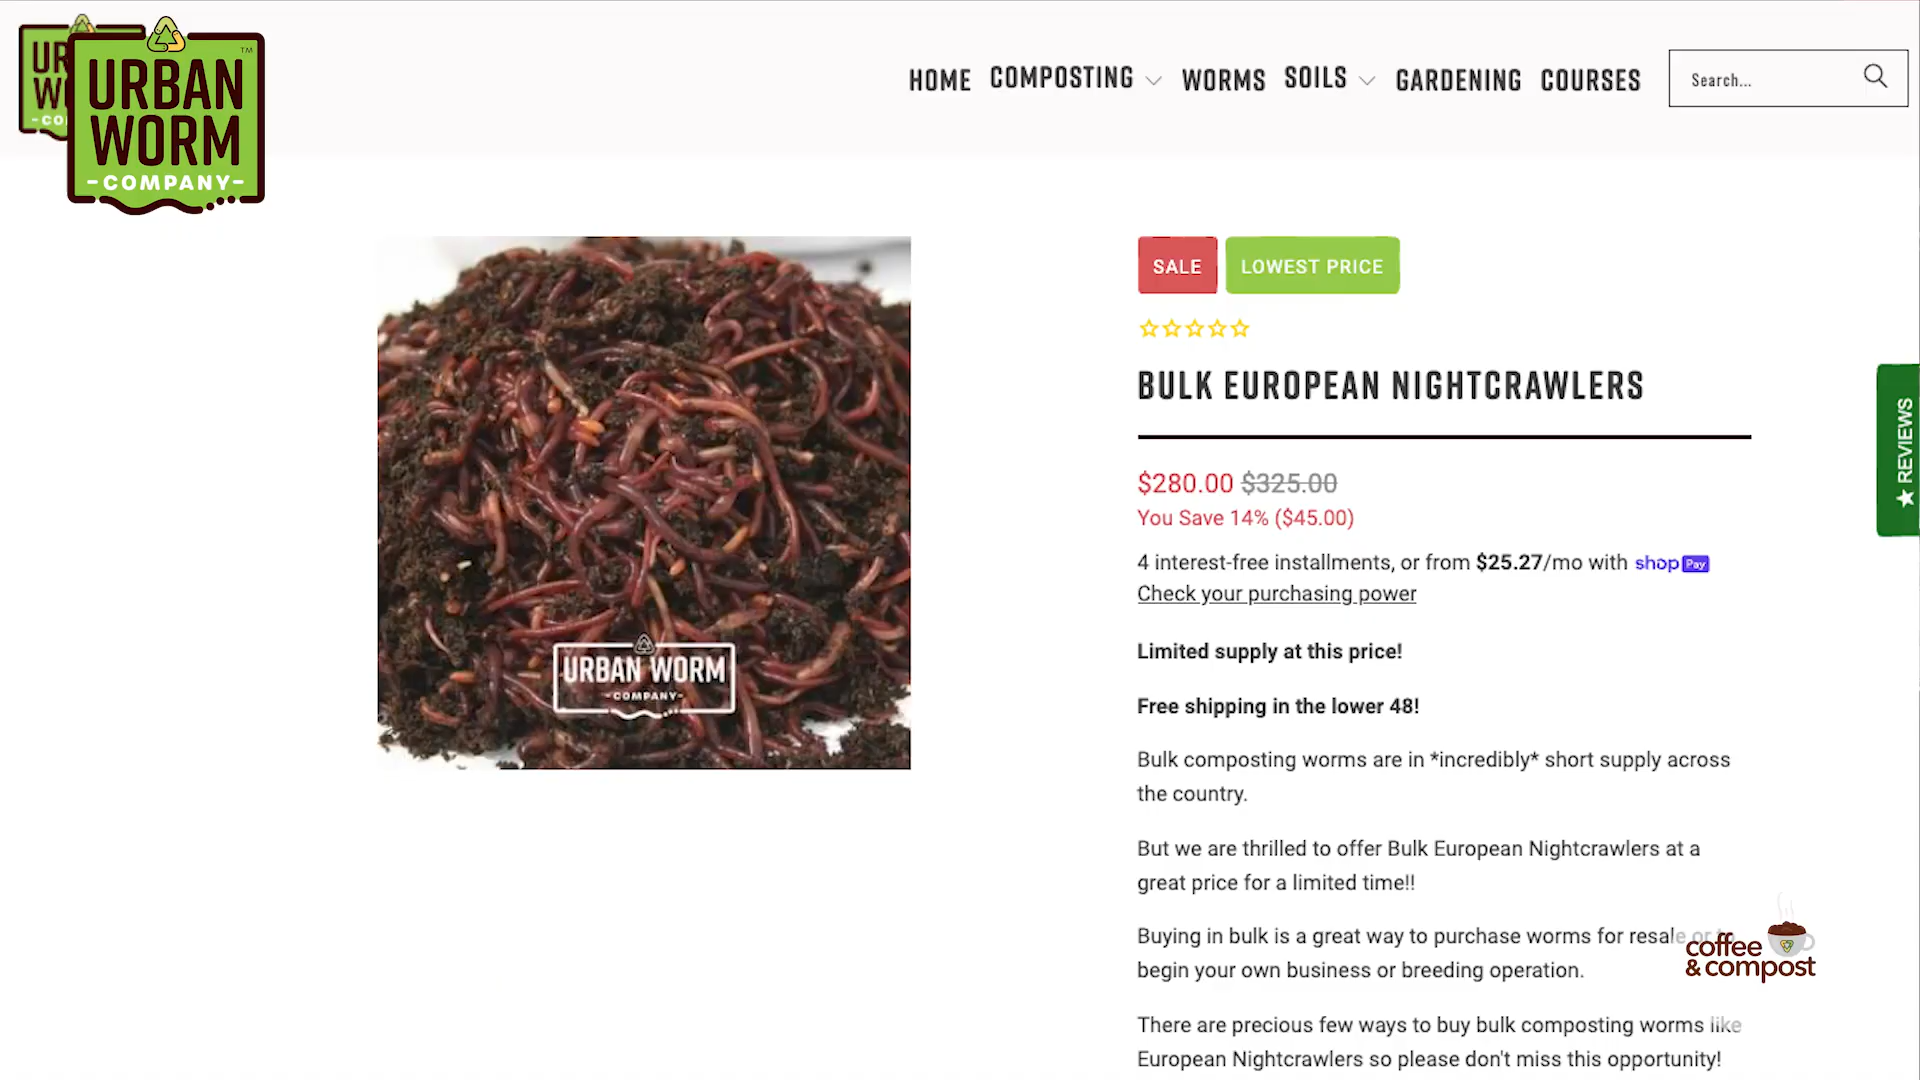 UR
W
-CO
URBAN
WORM
-COMPANY-
TM
HOME COMPOSTING WORMS SOILS GARDENING COURSES
Search...
SALE
LOWEST PRICE
BULK EUROPEAN NIGHTCRAWLERS
$280.00 $325.00
You Save 14% ($45.00)
4 interest-free installments, or from $25.27/mo with shop Pay
Check your purchasing power
Limited supply at this price!
Free shipping in the lower 48!
Bulk composting worms are in *incredibly* short supply across
the country.
But we are thrilled to offer Bulk European Nightcrawlers at a
great price for a limited time!!
Buying in bulk is a great way to purchase worms for resale or to
begin your own business or breeding operation.
There are precious few ways to buy bulk composting worms like
European Nightcrawlers so please don't miss this opportunity!
URBAN WORM
-COMPANY-
★ REVIEWS
coffee
& compost